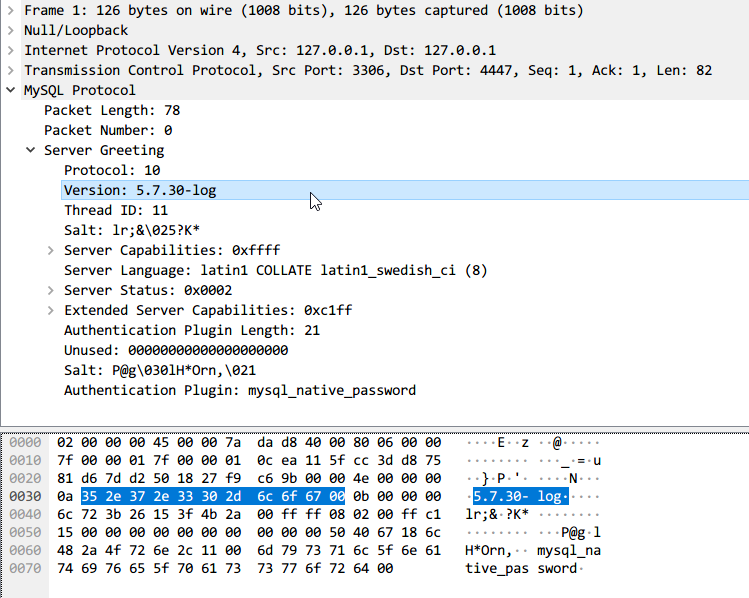 Frame 1: 126 bytes on wire (1008 bits), 126 bytes captured (1008 bits)
Null/Loopback
Internet Protocol Version 4, Src: 127.0.0.1, Dst: 127.0.0.1
Transmission Control Protocol, Src Port: 3306, Dst Port: 4447, Seq: 1, Ack: 1, Len: 82
MySQL Protocol
Packet Length: 78
Packet Number: 0
Server Greeting
Protocol: 10
Version: 5.7.30-log
Thread ID: 11
Salt: lr;&\025?K*
Server Capabilities: 0xffff
Server Language: latin1 COLLATE latin1_swedish_ci (8)
Server Status: 0x0002
Extended Server Capabilities: 0xc1ff
Authentication Plugin Length: 21
Unused: 00000000000000000000
Salt: P@g\030lH*Orn,\021
Authentication Plugin: mysql_native_password
0000 02 00 00 00 45 00 00 7a da d8 40 00 80 06 00 00 ····E··z ··@·····
0010 7f 00 00 01 7f 00 00 01 0c ea 11 5f cc 3d d8 75 ········ ···_·=·u
0020 81 d6 7d d2 50 18 27 f9 c6 9b 00 00 4e 00 00 00 ··}·P·'· ····N···
0030 0a 35 2e 37 2e 33 30 2d 6c 6f 67 00 0b 00 00 00 ·5.7.30- log·····
0040 6c 72 3b 26 15 3f 4b 2a 00 ff ff 08 02 00 ff c1 lr;&·?K* ········
0050 15 00 00 00 00 00 00 00 00 00 00 50 40 67 18 6c ········ ···P@g·l
0060 48 2a 4f 72 6e 2c 11 00 6d 79 73 71 6c 5f 6e 61 H*Orn,·· mysql_na
0070 74 69 76 65 5f 70 61 73 73 77 6f 72 64 00 tive_pas sword·